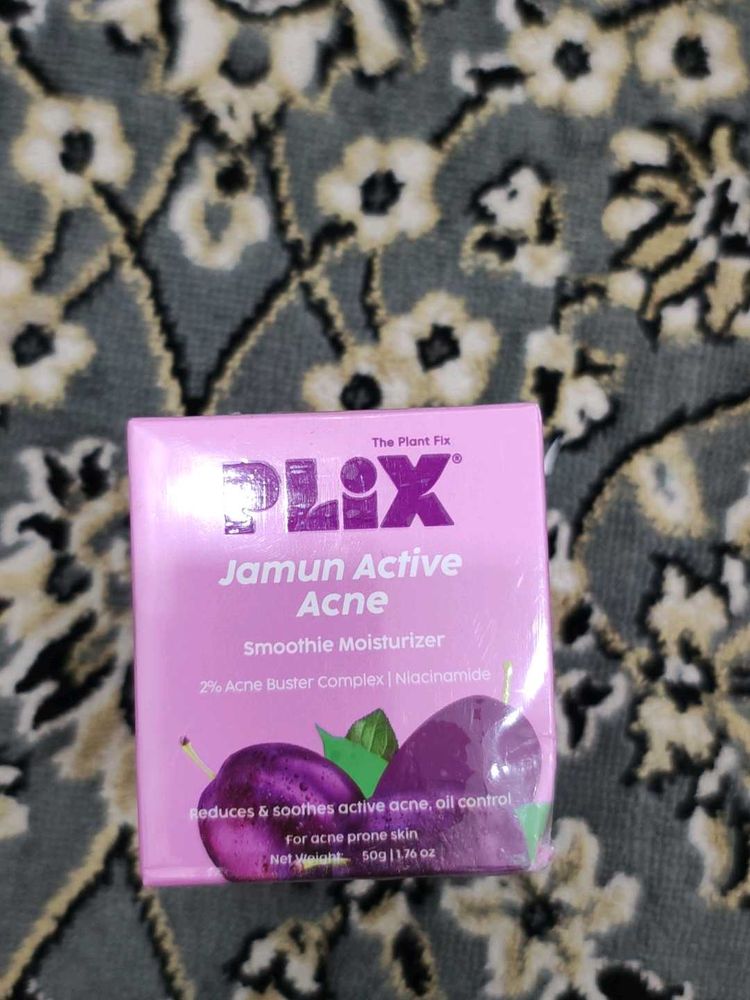 The Plant Fix
PLiX®
Jamun Active
Acne
Smoothie Moisturizer
2% Acne Buster Complex | Niacinamide
Reduces & soothes active acne, oil control
For acne prone skin
Net Weight: 50g | 1.76 oz